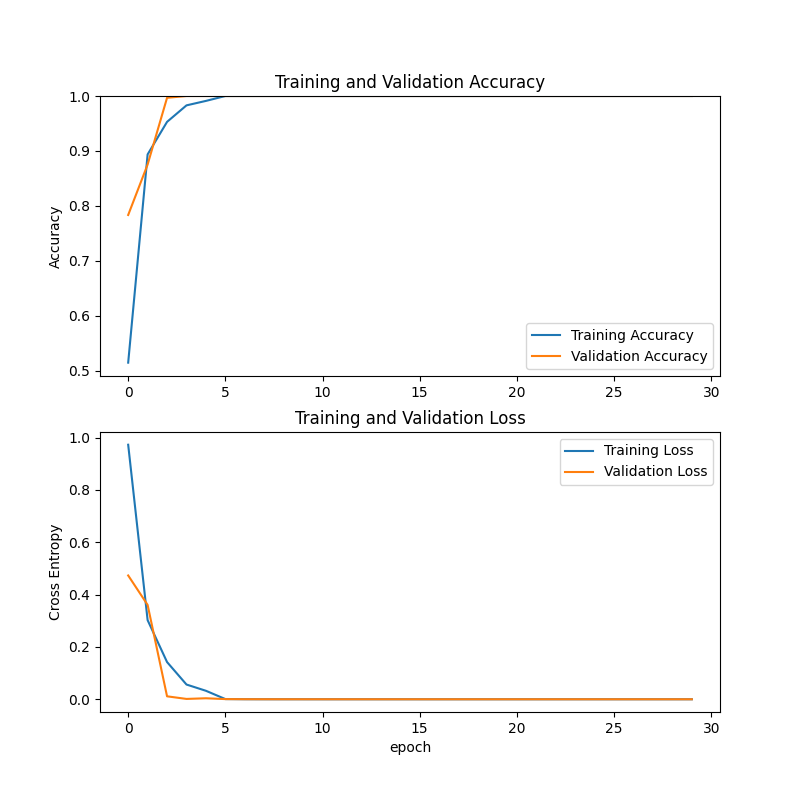 Training and Validation Accuracy
1.0
0.9
0.8
0.7
0.6
0.5
Accuracy
Training Accuracy
Validation Accuracy
0 5 10 15 20 25 30
Training and Validation Loss
1.0
0.8
0.6
0.4
0.2
0.0
Cross Entropy
Training Loss
Validation Loss
0 5 10 15 20 25 30
epoch